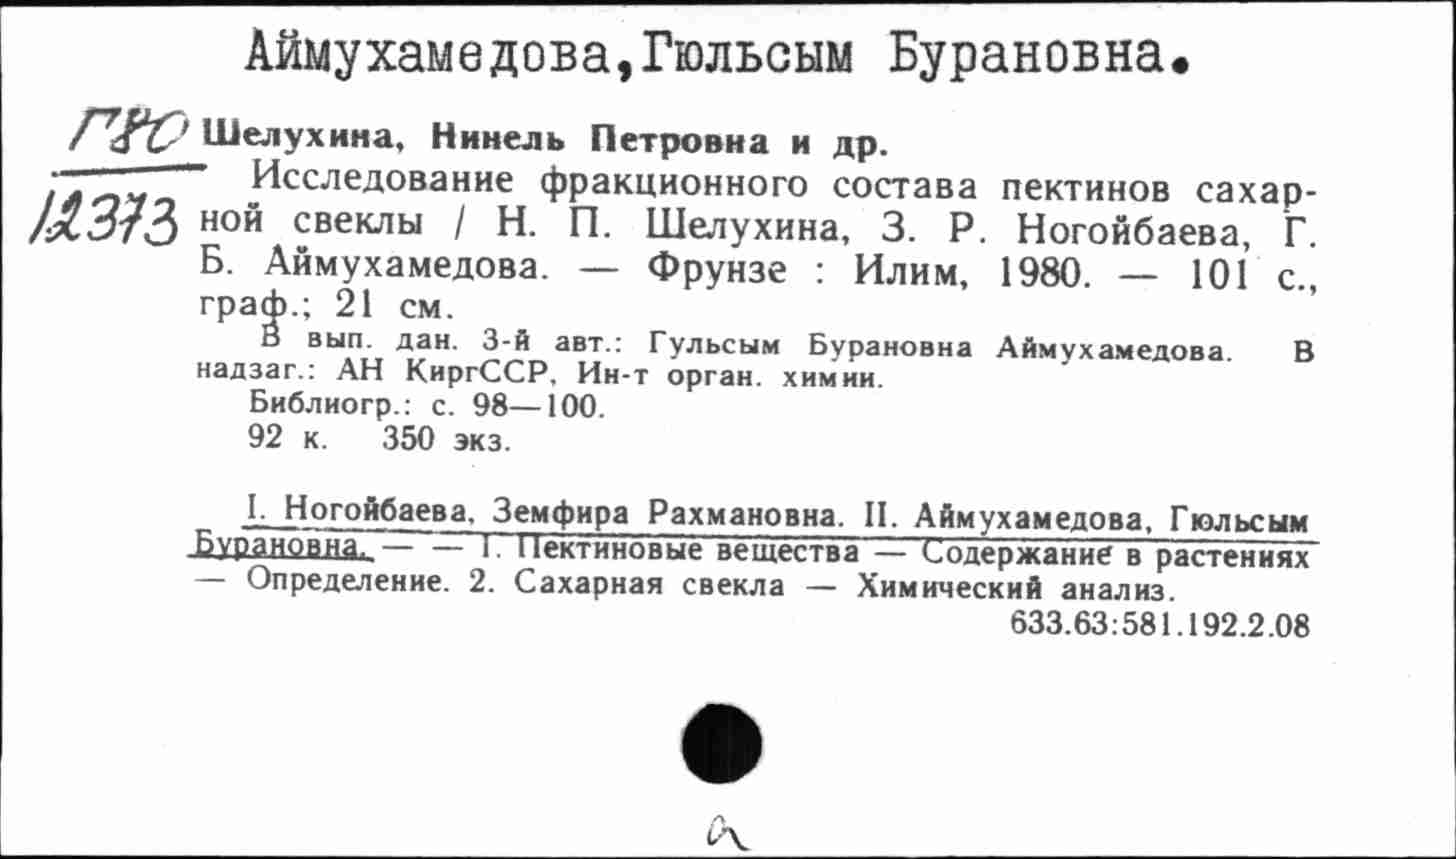 Аймухамедова,Гюльсым Бурановна.
Г80
12373
Шелухина, Нинель Петровна и др.
Исследование фракционного состава пектинов сахар-
ной свеклы / Н. П. Шелухина, З. Р. Ногойбаева, Г.
Б. Аймухамедова. — Фрунзе : Илим, 1980. — 101 с.,
граф.; 21 см.
В вып. дан. 3-й авт.: Гульсым Бурановна Аймухамедова. В
надзаг.: АН КиргССР, Ин-т орган. химии.
Библиогр.: с. 98—100.
92 к. 350 экз.
I. Ногойбаева, Земфира Рахмановна. II. Аймухамедова, Гюльсым
Бурановна. — — 1. Пектиновые вещества — Содержание в растениях
— Определение. 2. Сахарная свекла — Химический анализ.
633.63:581.192.2.08
а